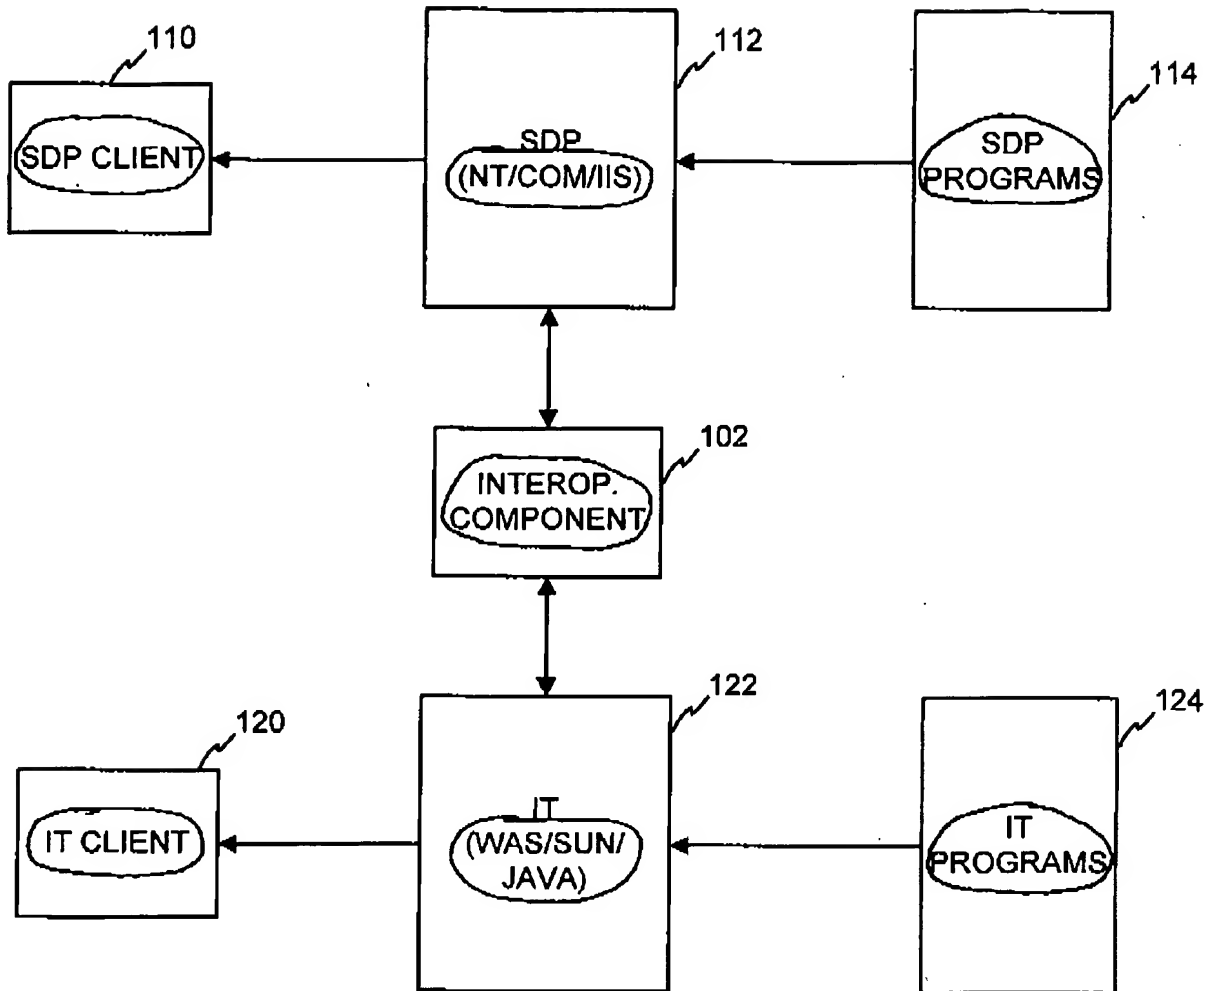 110
112
114
SDP CLIENT
SDP
(NT/COM/IIS)
SDP
PROGRAMS
102
INTEROP.
COMPONENT
120
122
124
IT CLIENT
IT
(WAS/SUN/
JAVA)
IT
PROGRAMS